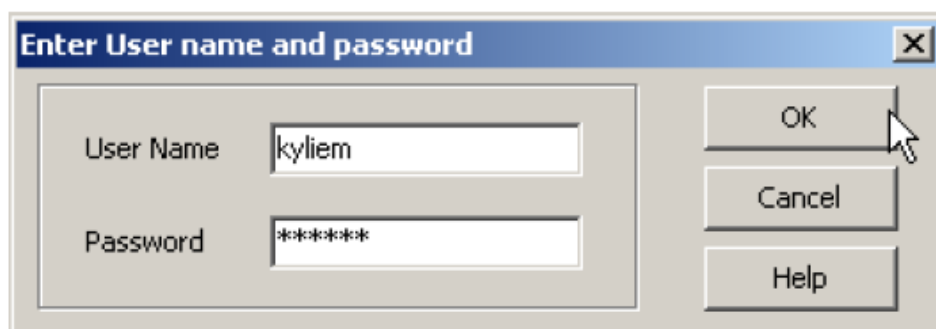 Enter User name and password
User Name
kyliem
Password
******
OK
Cancel
Help